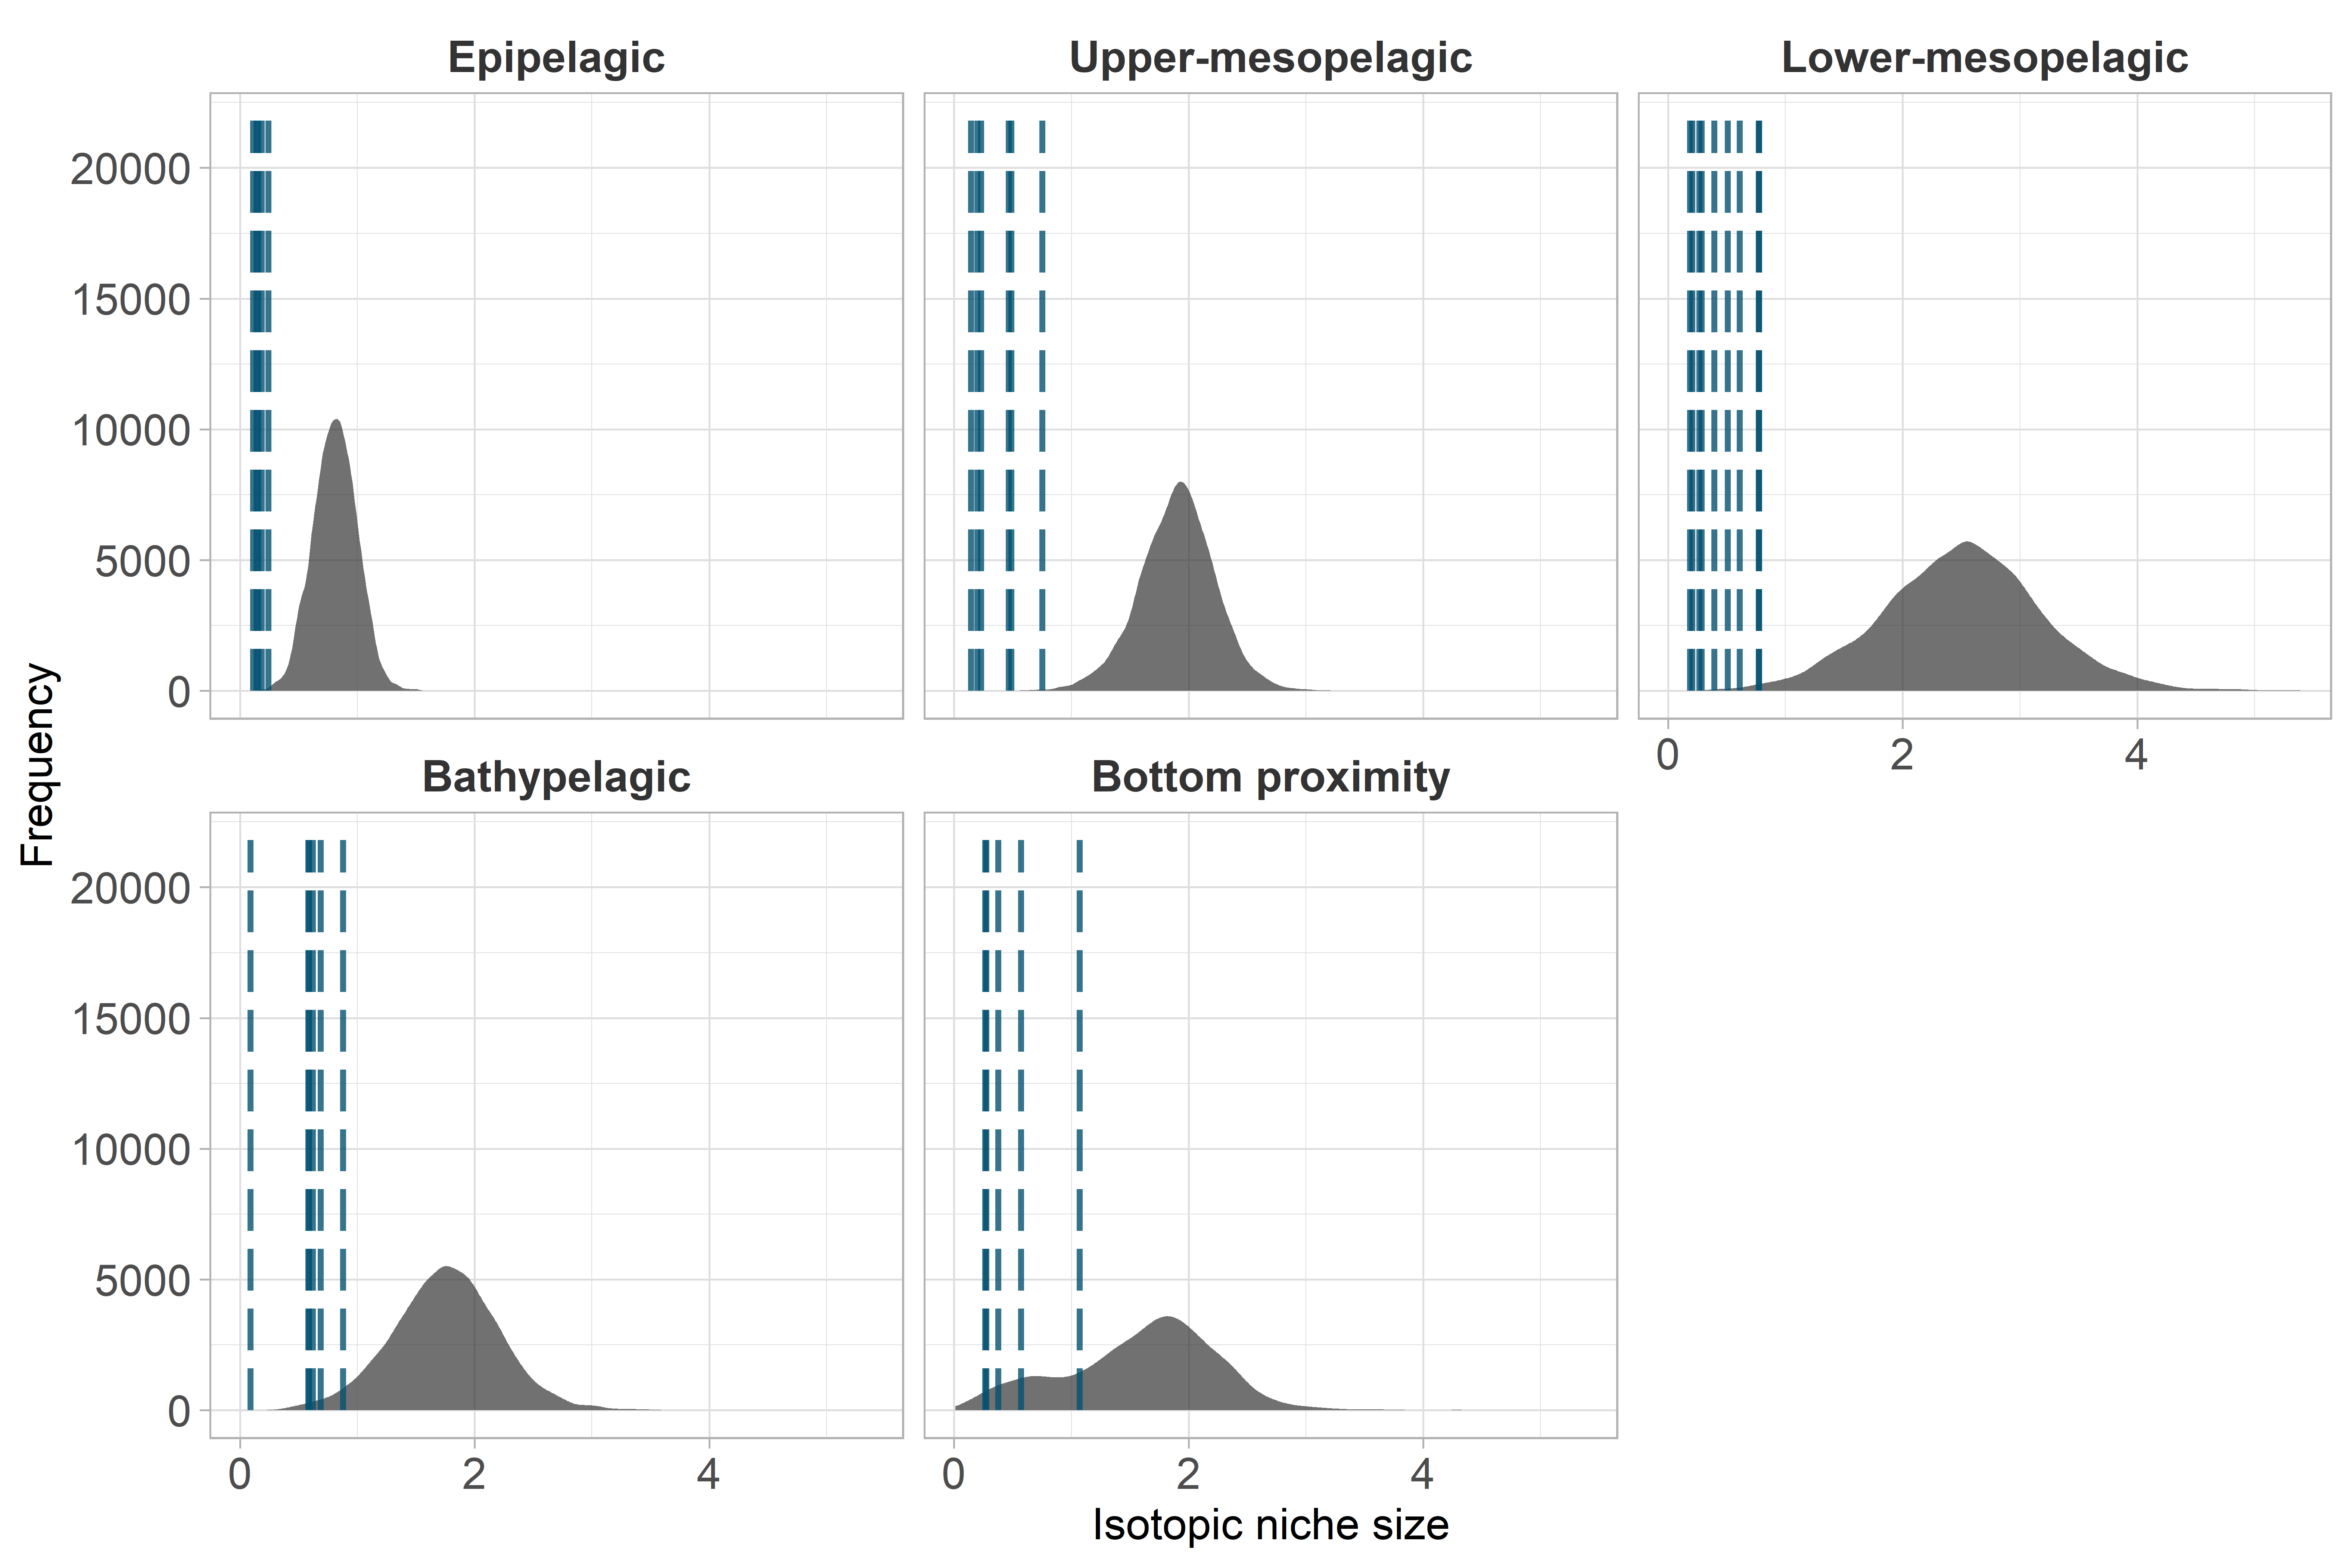 Epipelagic
Upper-mesopelagic
Lower-mesopelagic
20000
15000
10000
5000
0
0 2 4
Frequency
Bathypelagic
Bottom proximity
20000
15000
10000
5000
0
0 2 4
0 2 4
Isotopic niche size